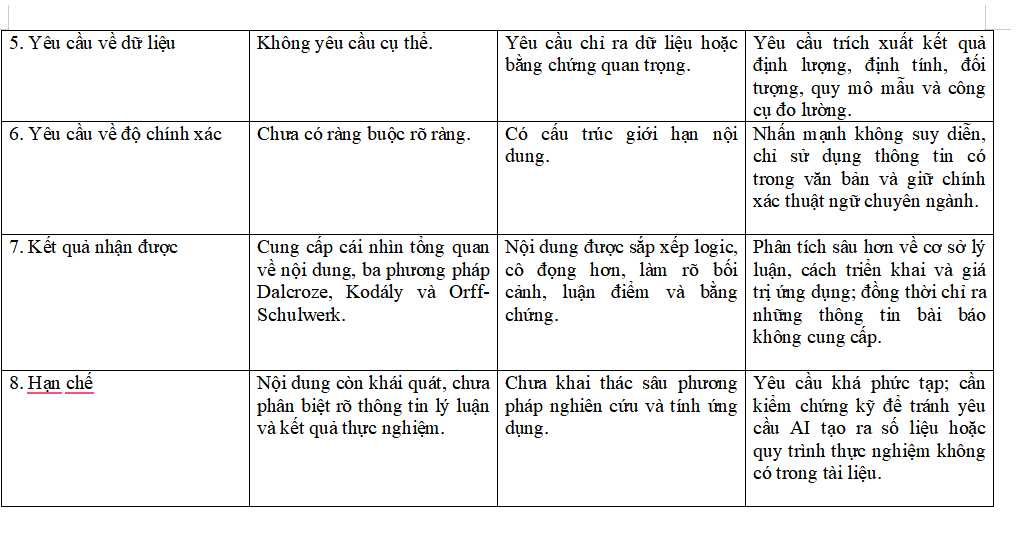 5. Yêu cầu về dữ liệu
Không yêu cầu cụ thể.
Yêu cầu chỉ ra dữ liệu hoặc
bằng chứng quan trọng.
Yêu cầu trích xuất kết quả
định lượng, định tính, đối
tượng, quy mô mẫu và công
cụ đo lường.
6. Yêu cầu về độ chính xác
Chưa có ràng buộc rõ ràng.
Có cấu trúc giới hạn nội
dung.
Nhấn mạnh không suy diễn,
chỉ sử dụng thông tin có
trong văn bản và giữ chính
xác thuật ngữ chuyên ngành.
7. Kết quả nhận được
Cung cấp cái nhìn tổng quan
về nội dung, ba phương pháp
Dalcroze, Kodály và Orff-
Schulwerk.
Nội dung được sắp xếp logic,
cô đọng hơn, làm rõ bối
cảnh, luận điểm và bằng
chứng.
Phân tích sâu hơn về cơ sở lý
luận, cách triển khai và giá
trị ứng dụng; đồng thời chỉ ra
những thông tin bài báo
không cung cấp.
8. Hạn chế
Nội dung còn khái quát, chưa
phân biệt rõ thông tin lý luận
và kết quả thực nghiệm.
Chưa khai thác sâu phương
pháp nghiên cứu và tính ứng
dụng.
Yêu cầu khá phức tạp; cần
kiểm chứng kỹ để tránh yêu
cầu AI tạo ra số liệu hoặc
quy trình thực nghiệm không
có trong tài liệu.